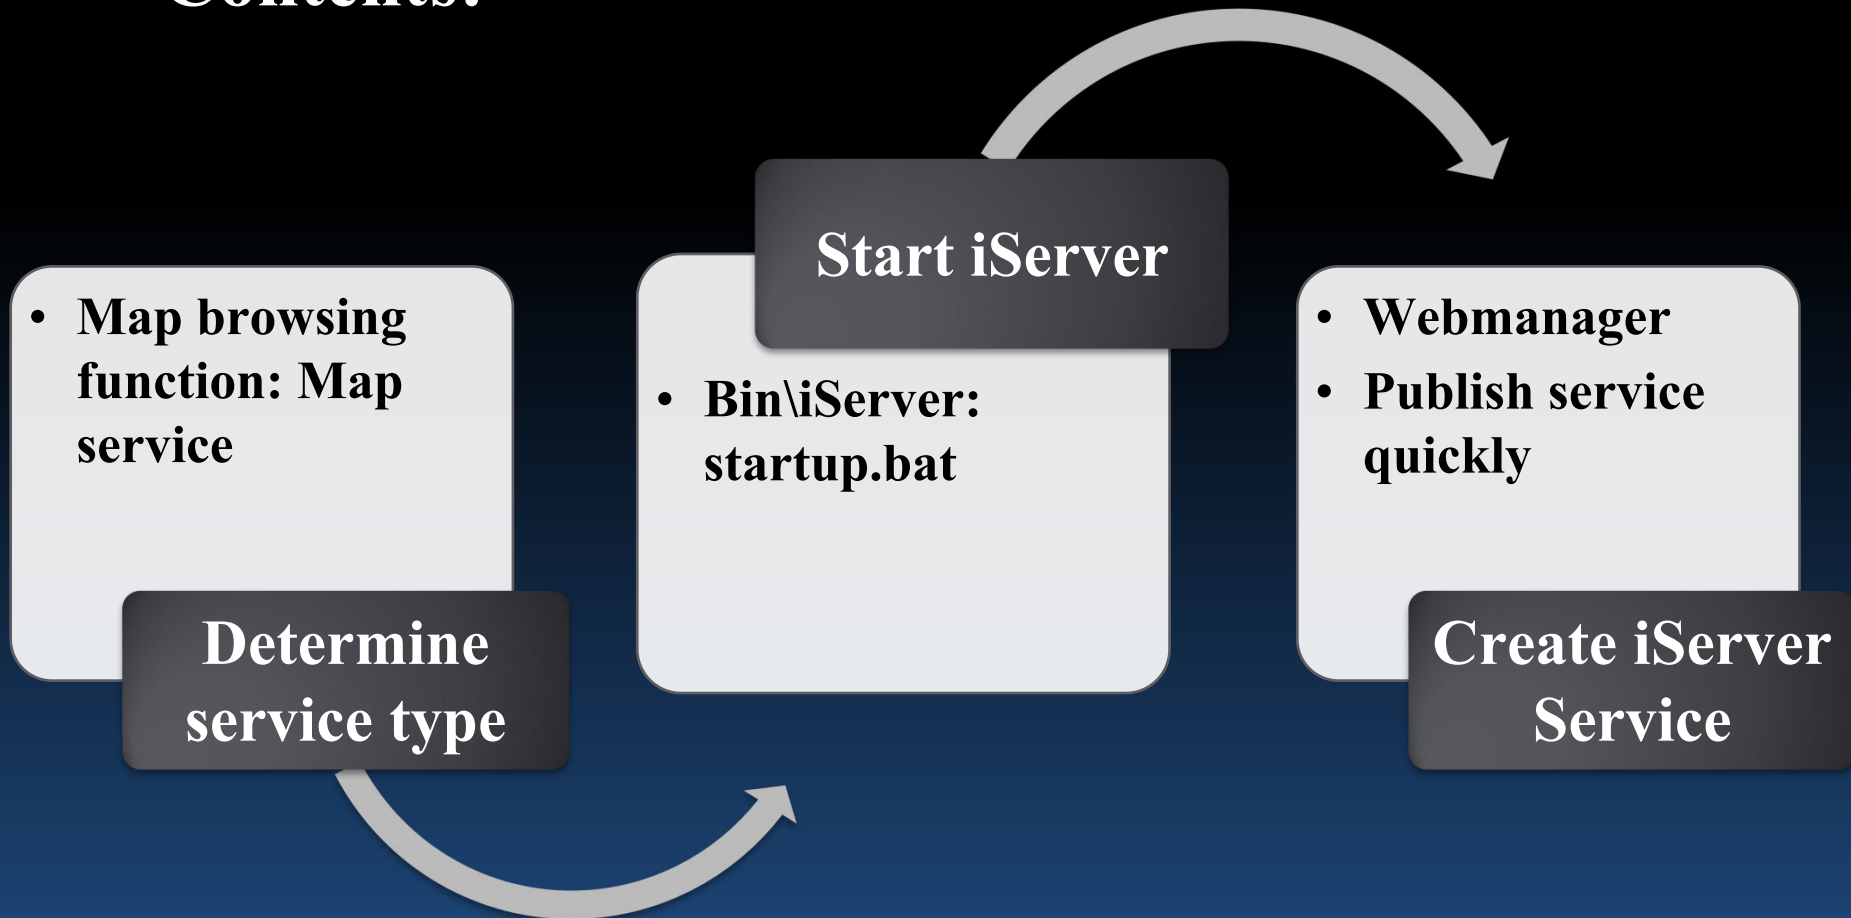 Contents:
• Map browsing
function: Map
service
Determine
service type
Start iServer
• Bin\iServer:
startup.bat
• Webmanager
• Publish service
quickly
Create iServer
Service